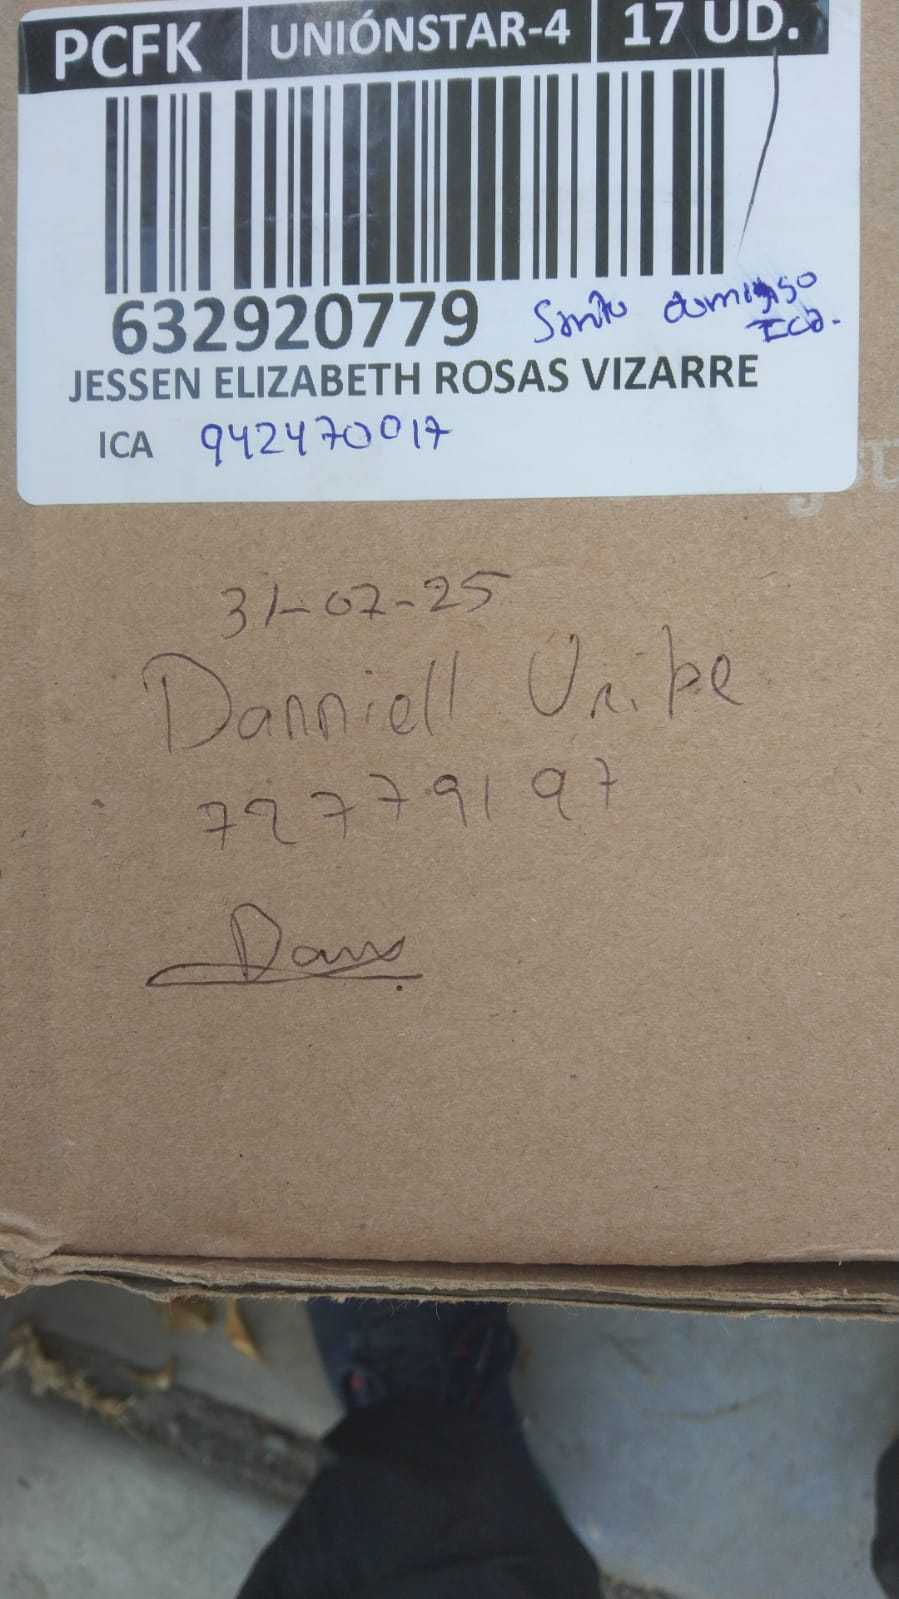 PCFK UNIÓNSTAR-4 17 UD.
632920779 Santo domingo
Ica.
JESSEN ELIZABETH ROSAS VIZARRE
ICA 942470017
31-07-25
Danniell Uribe
72779197